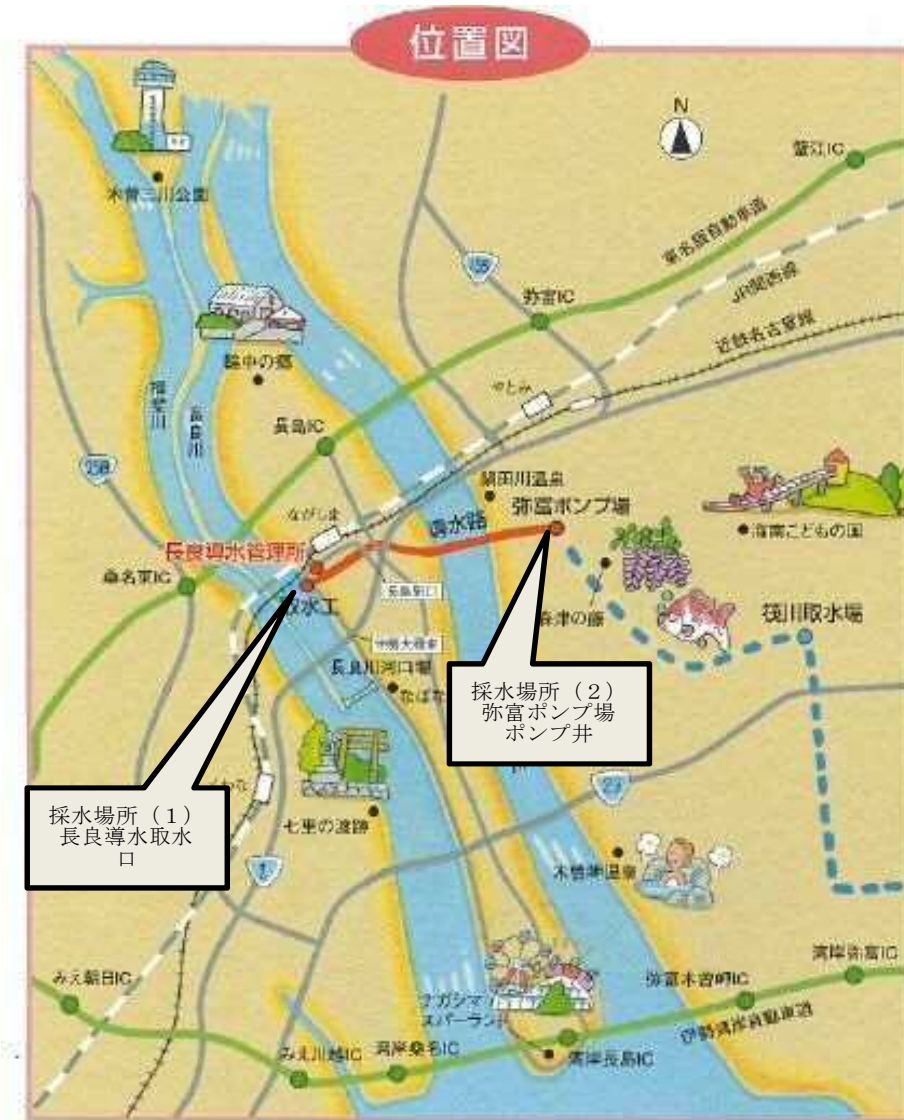 位置図
N
蟹江IC
木曽三川公園
東名阪自動車道
JR関西線
弥富IC
近鉄名古屋線
輪中の郷
揖斐川
長良川
やとみ
長島IC
258
鍋田川温泉
弥富ポンプ場
導水路
海南こどもの国
ながしま
長良導水管理所
桑名東IC
取水工
森津の藤
筏川取水場
長良川河口堰
採水場所（2）
弥富ポンプ場
ポンプ井
採水場所（1）
長良導水取水
口
七里の渡跡
23
1
木曽岬温泉
湾岸弥富IC
みえ朝日IC
弥富木曽岬IC
ナガシマ
スパーランド
伊勢湾岸自動車道
みえ川越IC
湾岸桑名IC
湾岸長島IC